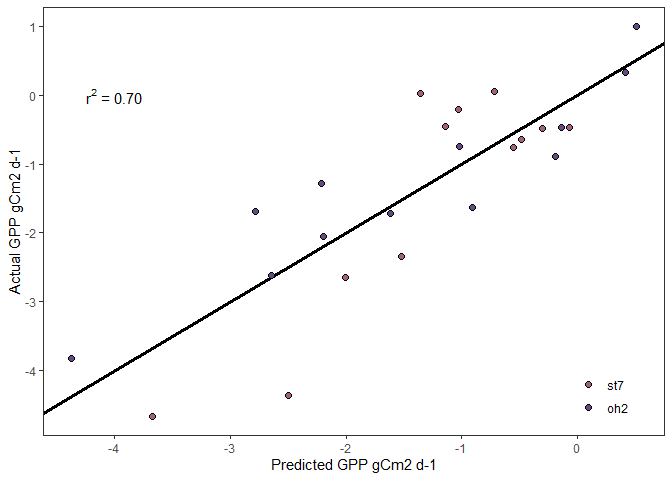 1
0
-1
-2
-3
-4
r² = 0.70
Actual GPP gCm2 d-1
st7
oh2
-4 -3 -2 -1 0
Predicted GPP gCm2 d-1